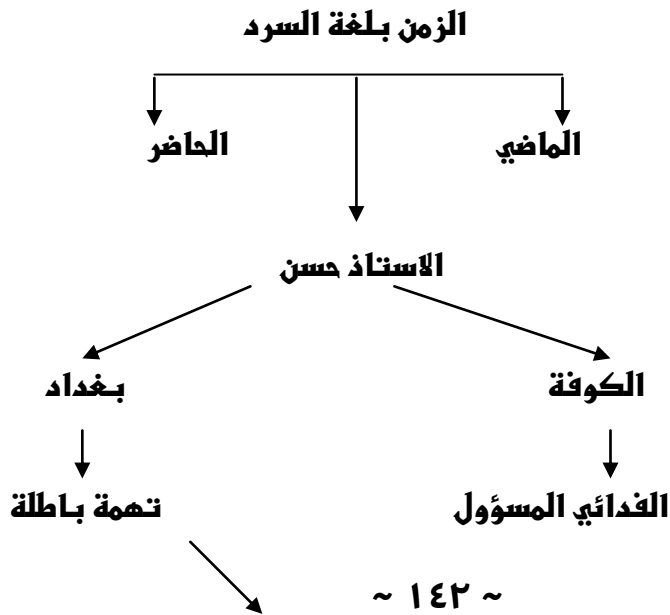 الزمن بلغة السرد
الماضي الحاضر
الاستاذ حسن
الكوفة بغداد
الفدائي المسؤول تهمة باطلة
~ ١٤٢ ~